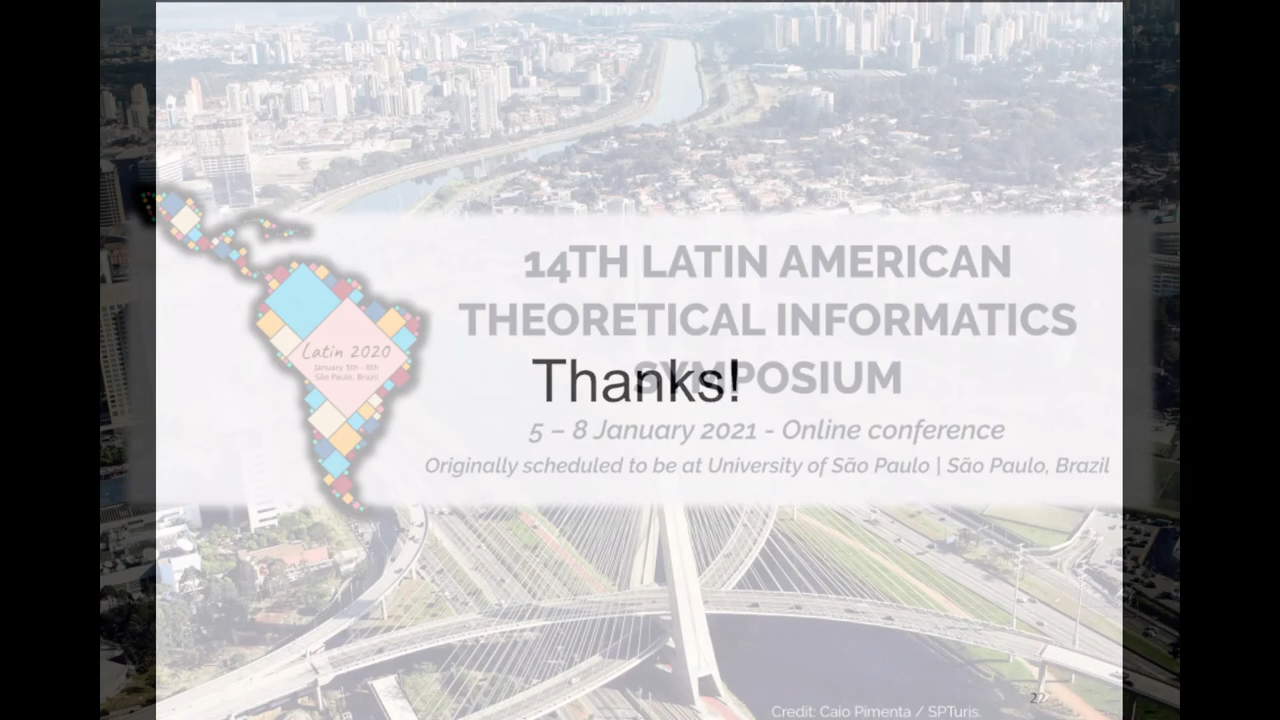 14TH LATIN AMERICAN
THEORETICAL INFORMATICS
SYMPOSIUM
Thanks!
5 – 8 January 2021 - Online conference
Originally scheduled to be at University of São Paulo | São Paulo, Brazil
Latin 2020
January 5th - 8th
São Paulo, Brazil
Credit: Caio Pimenta / SPTuris.